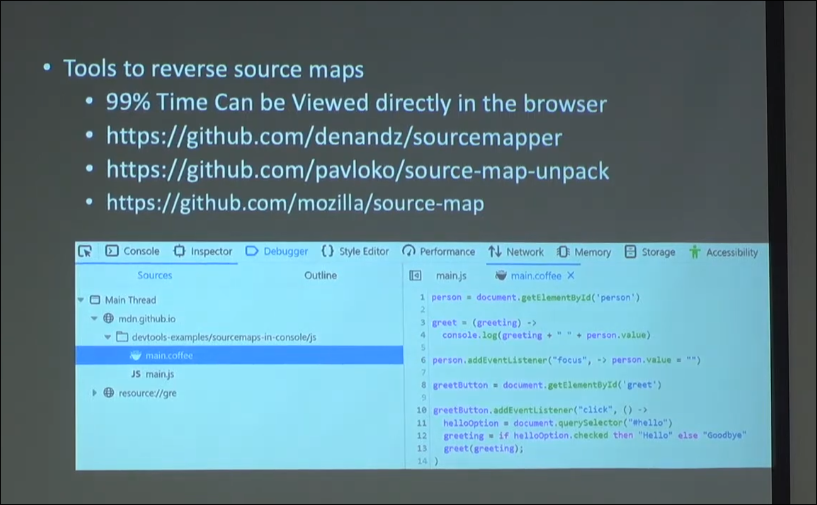 • Tools to reverse source maps
• 99% Time Can be Viewed directly in the browser
• https://github.com/denandz/sourcemapper
• https://github.com/pavloko/source-map-unpack
• https://github.com/mozilla/source-map
Console Inspector Debugger {} Style Editor Performance Network Memory Storage Accessibility
Sources Outline main.js main.coffee ×
Main Thread
mdn.github.io
devtools-examples/sourcemaps-in-console/js
main.coffee
JS main.js
resource://gre
1 person = document.getElementById('person')
2
3 greet = (greeting) ->
4 console.log(greeting + " " + person.value)
5
6 person.addEventListener("focus", -> person.value = "")
7
8 greetButton = document.getElementById('greet')
9
10 greetButton.addEventListener("click", () ->
11 helloOption = document.querySelector("#hello")
12 greeting = if helloOption.checked then "Hello" else "Goodbye"
13 greet(greeting);
14 )